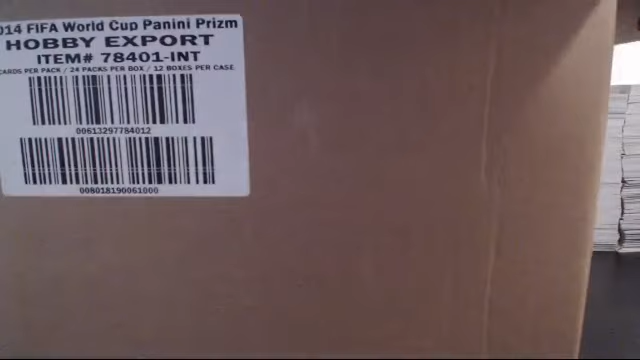 014 FIFA World Cup Panini Prizm
HOBBY EXPORT
ITEM# 78401-INT
CARDS PER PACK / 24 PACKS PER BOX / 12 BOXES PER CASE
00613297784012
008018190061000